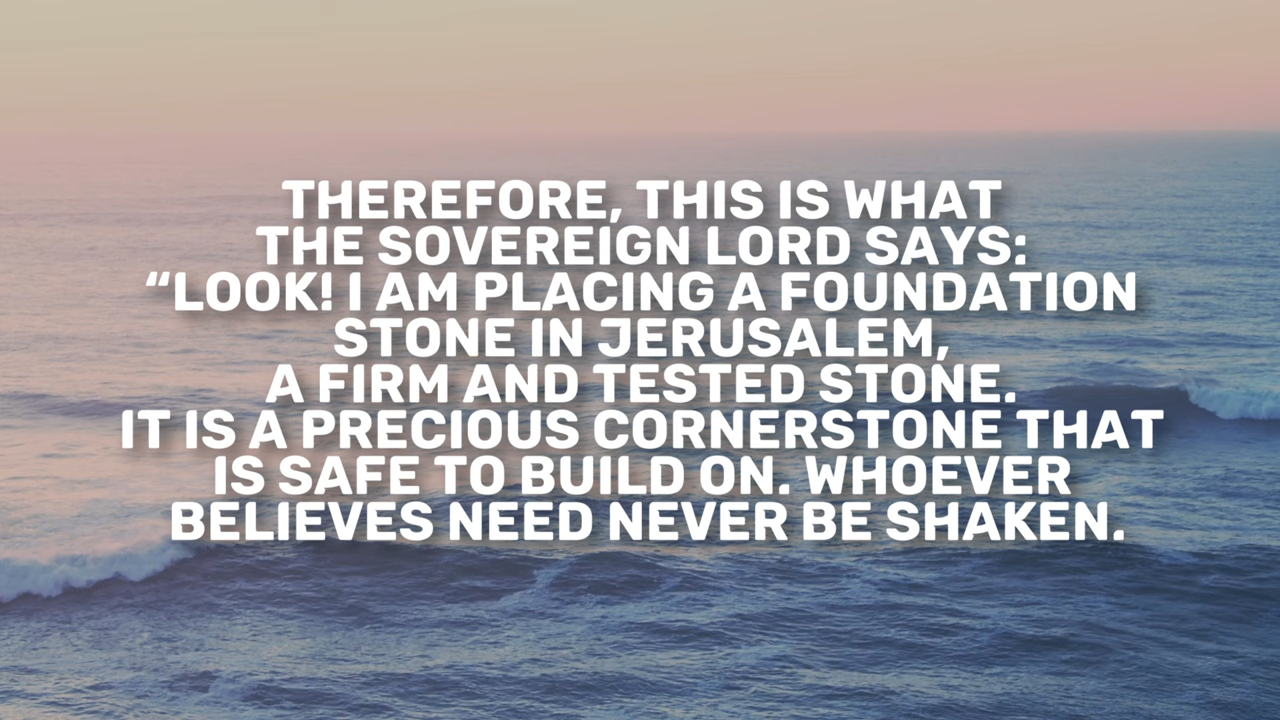 THEREFORE, THIS IS WHAT
THE SOVEREIGN LORD SAYS:
“LOOK! I AM PLACING A FOUNDATION
STONE IN JERUSALEM,
A FIRM AND TESTED STONE.
IT IS A PRECIOUS CORNERSTONE THAT
IS SAFE TO BUILD ON. WHOEVER
BELIEVES NEED NEVER BE SHAKEN.